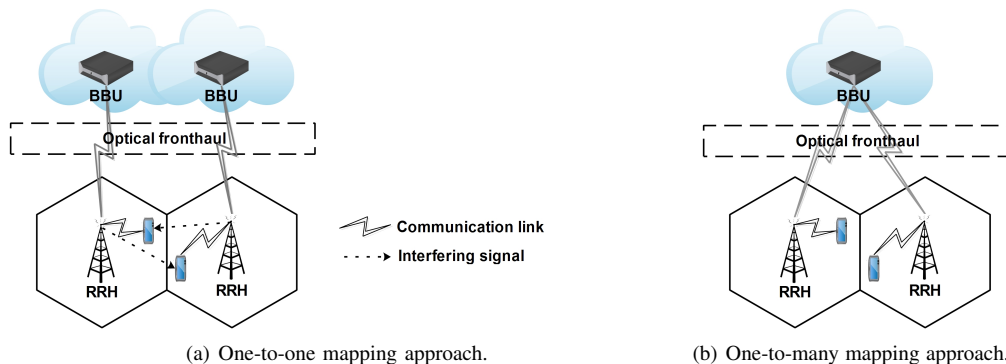 BBU
BBU
Optical fronthaul
RRH
RRH
Communication link
Interfering signal
(a) One-to-one mapping approach.
BBU
Optical fronthaul
RRH
RRH
(b) One-to-many mapping approach.